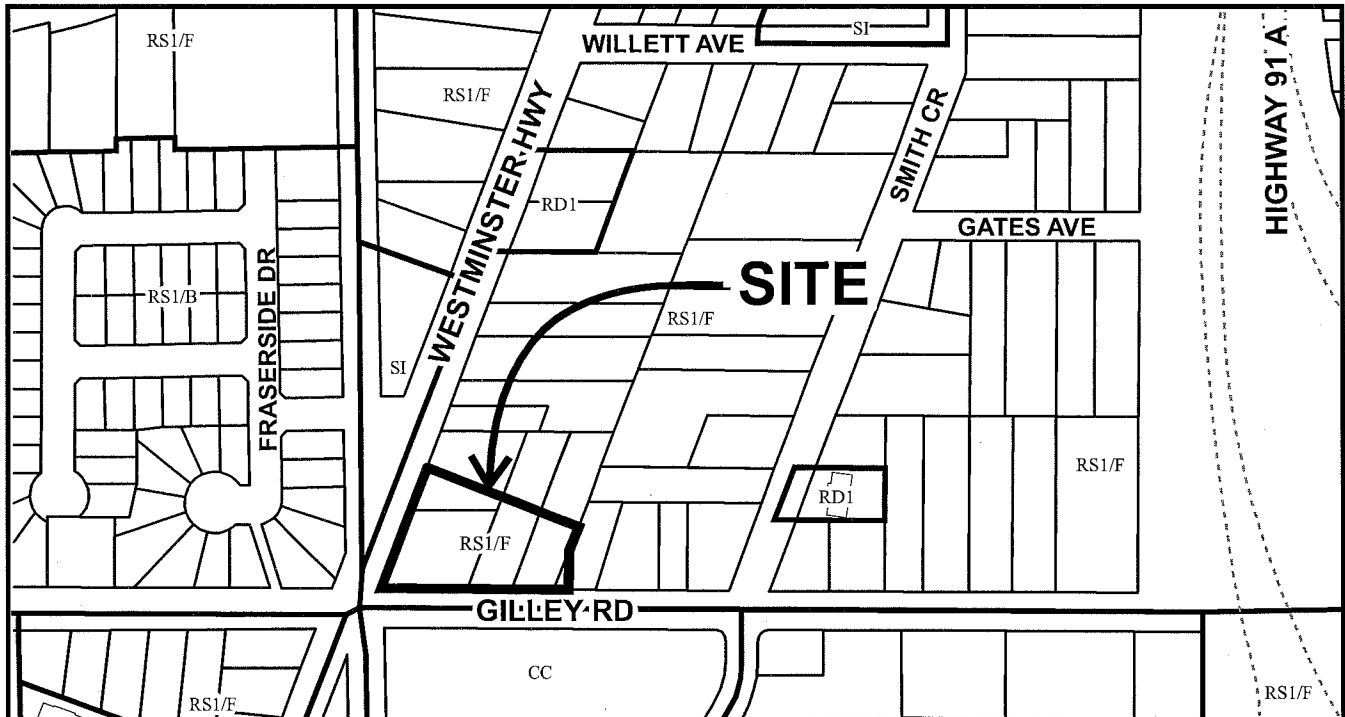 RS1/F
SI
WILLETT AVE
HIGHWAY 91 A
RS1/F
WESTMINSTER HWY
SMITH CR
RD1
GATES AVE
SITE
RS1/B
FRASERSIDE DR
RS1/F
SI
RS1/F
RD1
RS1/F
GILLEY RD
CC
RS1/F
RS1/F